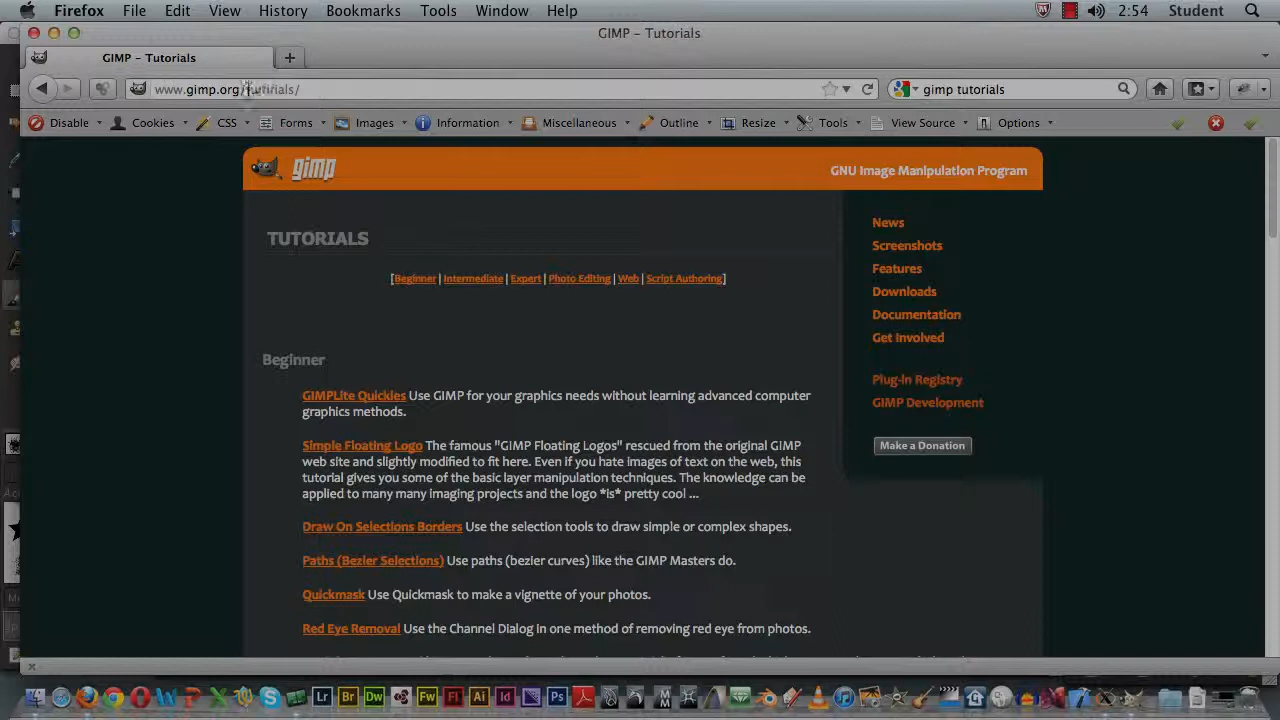 Firefox File Edit View History Bookmarks Tools Window Help 2:54 Student
GIMP – Tutorials
GIMP – Tutorials
www.gimp.org/tutorials/ gimp tutorials
Disable Cookies CSS Forms Images Information Miscellaneous Outline Resize Tools View Source Options
gimp GNU Image Manipulation Program
News
TUTORIALS
Screenshots
Features
[Beginner | Intermediate | Expert | Photo Editing | Web | Script Authoring]
Downloads
Documentation
Get Involved
Beginner
Plug-in Registry
GIMP Development
GIMPLite Quickies Use GIMP for your graphics needs without learning advanced computer
graphics methods.
Make a Donation
Simple Floating Logo The famous "GIMP Floating Logos" rescued from the original GIMP
web site and slightly modified to fit here. Even if you hate images of text on the web, this
tutorial gives you some of the basic layer manipulation techniques. The knowledge can be
applied to many many imaging projects and the logo *is* pretty cool ...
Draw On Selections Borders Use the selection tools to draw simple or complex shapes.
Paths (Bezier Selections) Use paths (bezier curves) like the GIMP Masters do.
Quickmask Use Quickmask to make a vignette of your photos.
Red Eye Removal Use the Channel Dialog in one method of removing red eye from photos.
Lr Br Dw Fw Fl Ai Id Ps